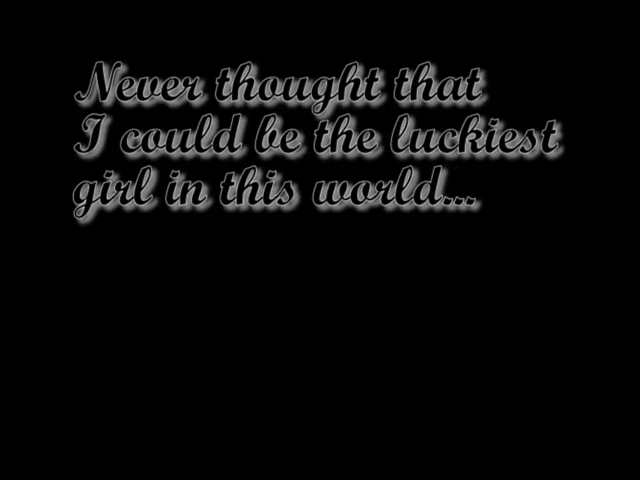 Never thought that
I could be the luckiest
girl in this world...